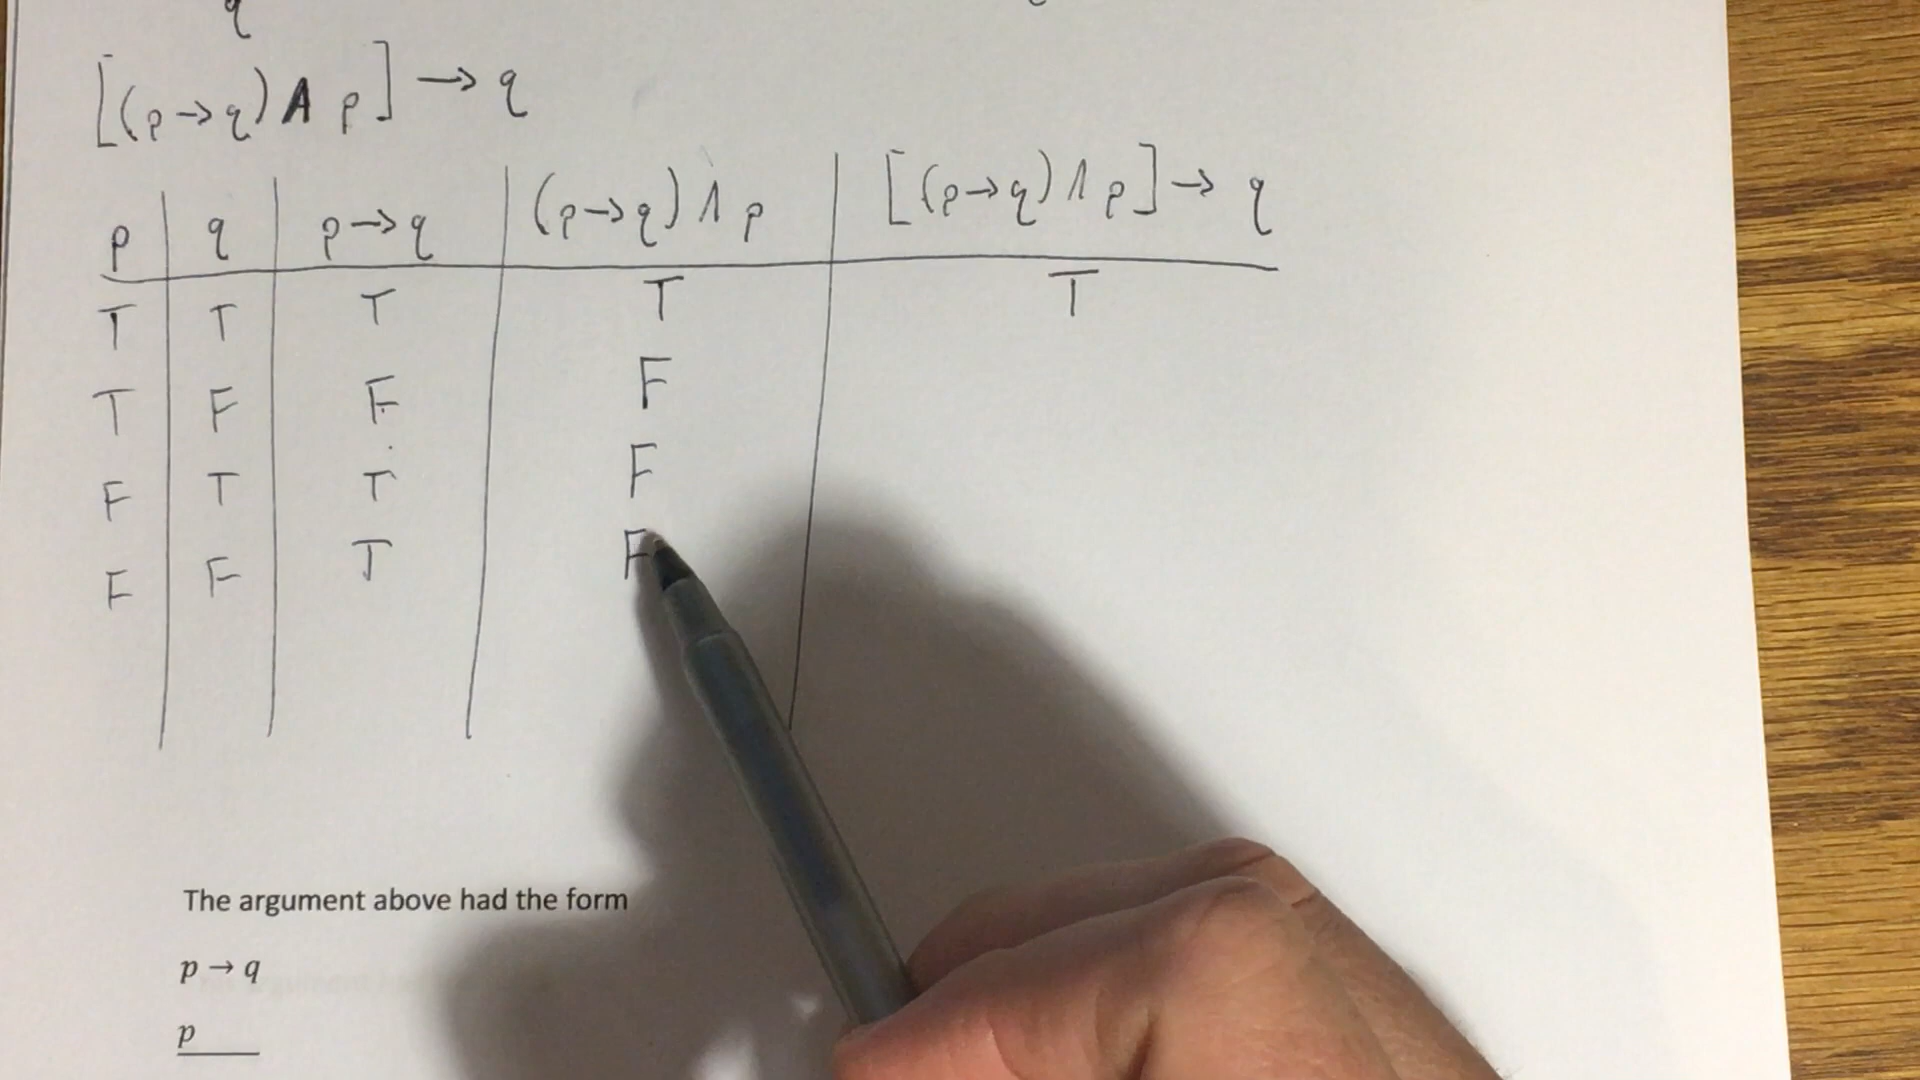 q
[(p→q) ∧ p] → q
p q p→q (p→q) ∧ p [(p→q) ∧ p] → q
T T T T T
T F F F
F T T F
F F T F
The argument above had the form
p → q
p